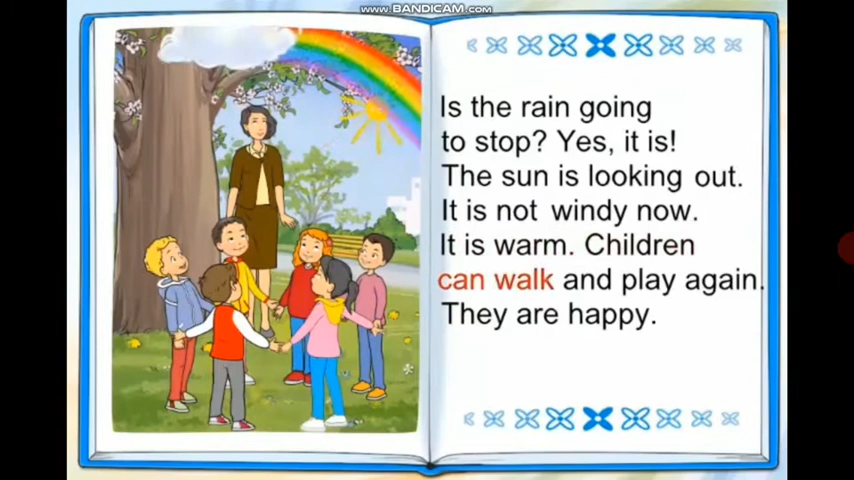 www.BANDICAM.com
Is the rain going
to stop? Yes, it is!
The sun is looking out.
It is not windy now.
It is warm. Children
can walk and play again.
They are happy.